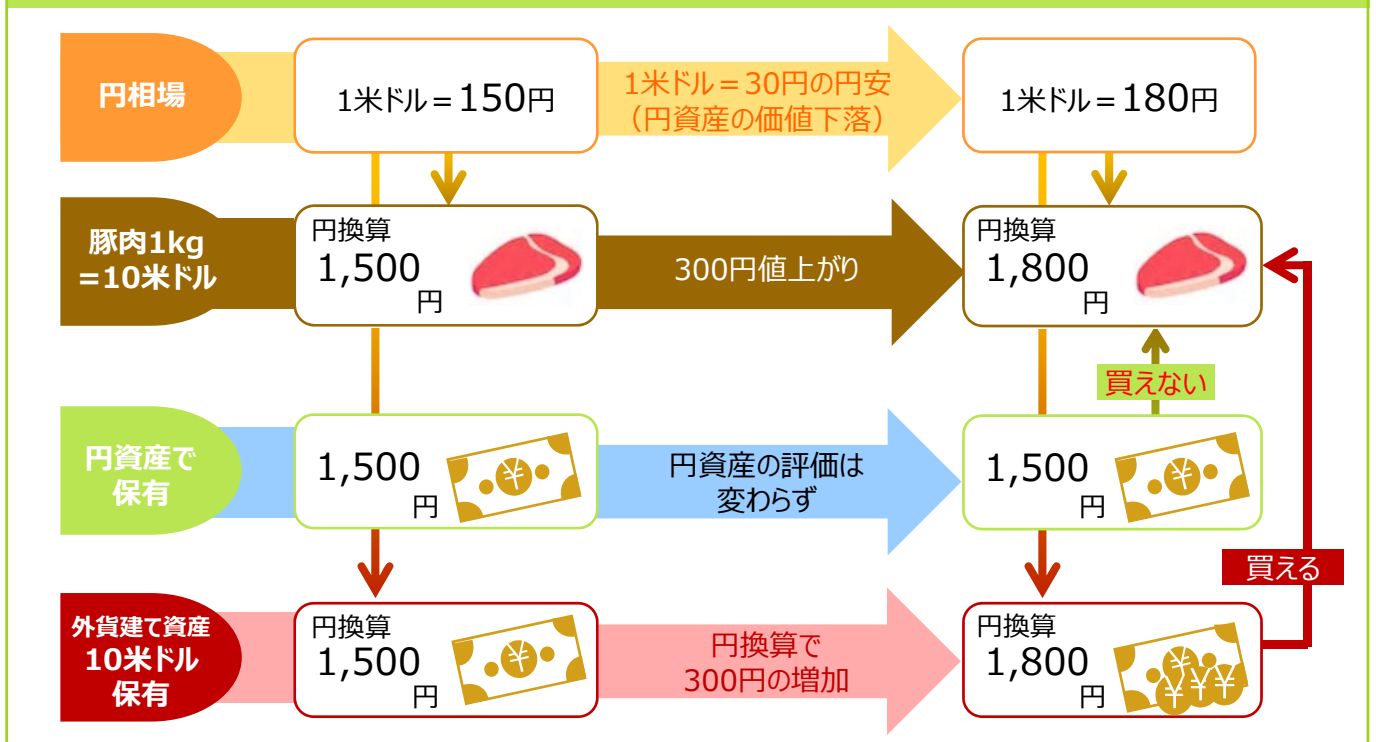 円相場
1米ドル＝150円
1米ドル＝30円の円安
（円資産の価値下落）
1米ドル＝180円
豚肉1kg
=10米ドル
円換算
1,500
円
300円値上がり
円換算
1,800
円
買えない
円資産で
保有
1,500
円
円資産の評価は
変わらず
1,500
円
買える
外貨建て資産
10米ドル
保有
円換算
1,500
円
円換算で
300円の増加
円換算
1,800
円